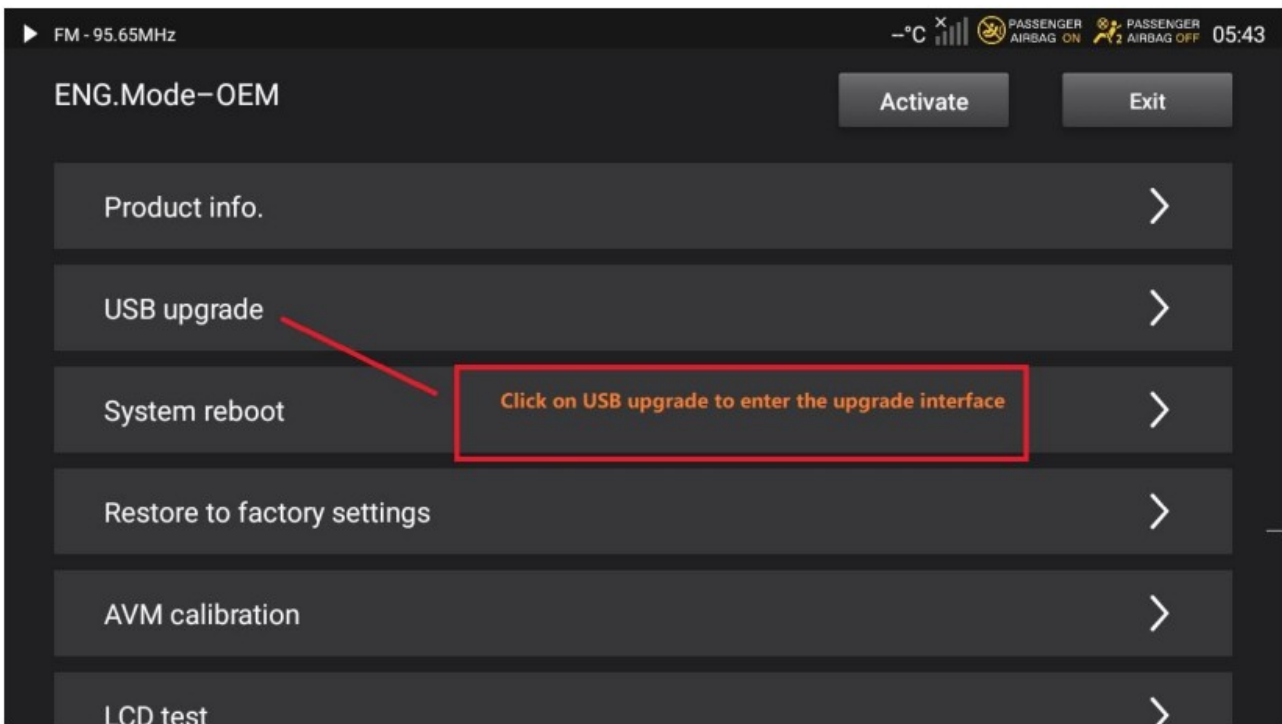 FM - 95.65MHz
--°C PASSENGER AIRBAG ON 2 PASSENGER AIRBAG OFF 05:43
ENG.Mode–OEM
Activate
Exit
Product info.
USB upgrade
System reboot
Click on USB upgrade to enter the upgrade interface
Restore to factory settings
AVM calibration
LCD test